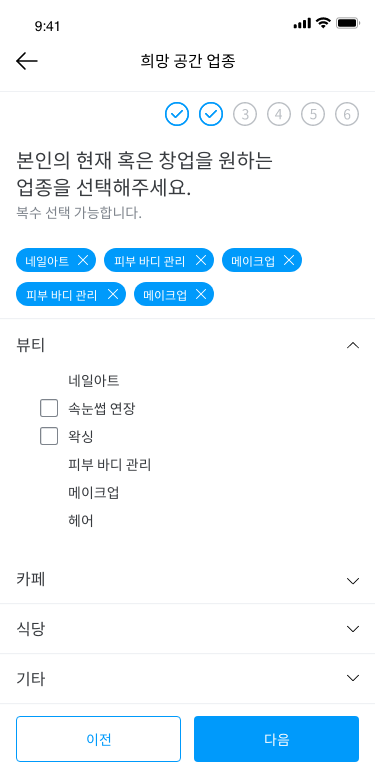 9:41
희망 공간 업종
3 4 5 6
본인의 현재 혹은 창업을 원하는
업종을 선택해주세요.
복수 선택 가능합니다.
네일아트 피부 바디 관리 메이크업
피부 바디 관리 메이크업
뷰티
네일아트
속눈썹 연장
왁싱
피부 바디 관리
메이크업
헤어
카페
식당
기타
이전 다음